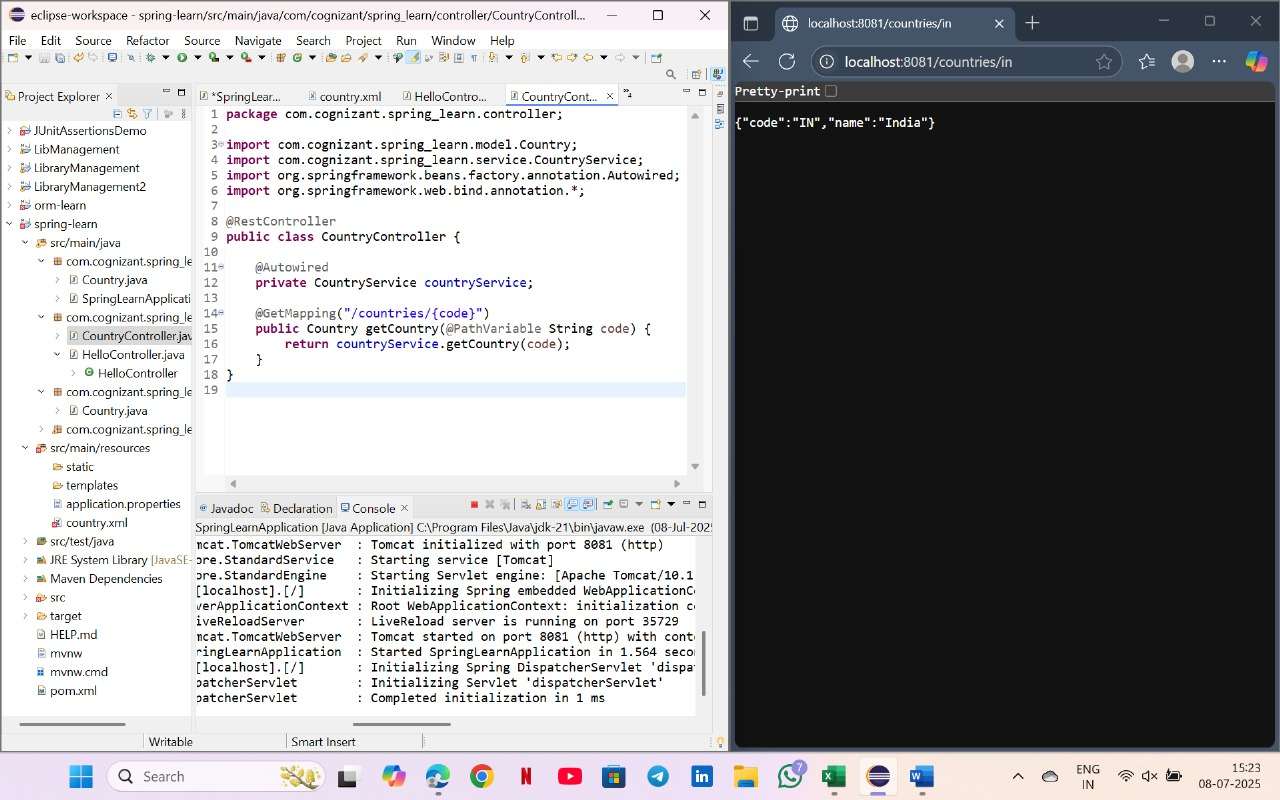 eclipse-workspace - spring-learn/src/main/java/com/cognizant/spring_learn/controller/CountryControll...
File Edit Source Refactor Source Navigate Search Project Run Window Help
Project Explorer
JUnitAssertionsDemo
LibManagement
LibraryManagement
LibraryManagement2
orm-learn
spring-learn
src/main/java
com.cognizant.spring_le
Country.java
SpringLearnApplicati
com.cognizant.spring_le
CountryController.jav
HelloController.java
HelloController
com.cognizant.spring_le
Country.java
com.cognizant.spring_le
src/main/resources
static
templates
application.properties
country.xml
src/test/java
JRE System Library [JavaSE-
Maven Dependencies
src
target
HELP.md
mvnw
mvnw.cmd
pom.xml
*SpringLear... country.xml HelloContro... CountryCont...
1 package com.cognizant.spring_learn.controller;
2
3 import com.cognizant.spring_learn.model.Country;
4 import com.cognizant.spring_learn.service.CountryService;
5 import org.springframework.beans.factory.annotation.Autowired;
6 import org.springframework.web.bind.annotation.*;
7
8 @RestController
9 public class CountryController {
10
11 @Autowired
12 private CountryService countryService;
13
14 @GetMapping("/countries/{code}")
15 public Country getCountry(@PathVariable String code) {
16 return countryService.getCountry(code);
17 }
18 }
19
Javadoc Declaration Console
SpringLearnApplication [Java Application] C:\Program Files\Java\jdk-21\bin\javaw.exe (08-Jul-2025
mcat.TomcatWebServer : Tomcat initialized with port 8081 (http)
ore.StandardService : Starting service [Tomcat]
ore.StandardEngine : Starting Servlet engine: [Apache Tomcat/10.1
[localhost].[/] : Initializing Spring embedded WebApplicationC
verApplicationContext : Root WebApplicationContext: initialization c
iveReloadServer : LiveReload server is running on port 35729
mcat.TomcatWebServer : Tomcat started on port 8081 (http) with cont
ringLearnApplication : Started SpringLearnApplication in 1.564 secon
[localhost].[/] : Initializing Spring DispatcherServlet 'dispa
patcherServlet : Initializing Servlet 'dispatcherServlet'
patcherServlet : Completed initialization in 1 ms
Writable Smart Insert
localhost:8081/countries/in
localhost:8081/countries/in
Pretty-print
{"code":"IN","name":"India"}
Search
7
ENG
IN
15:23
08-07-2025